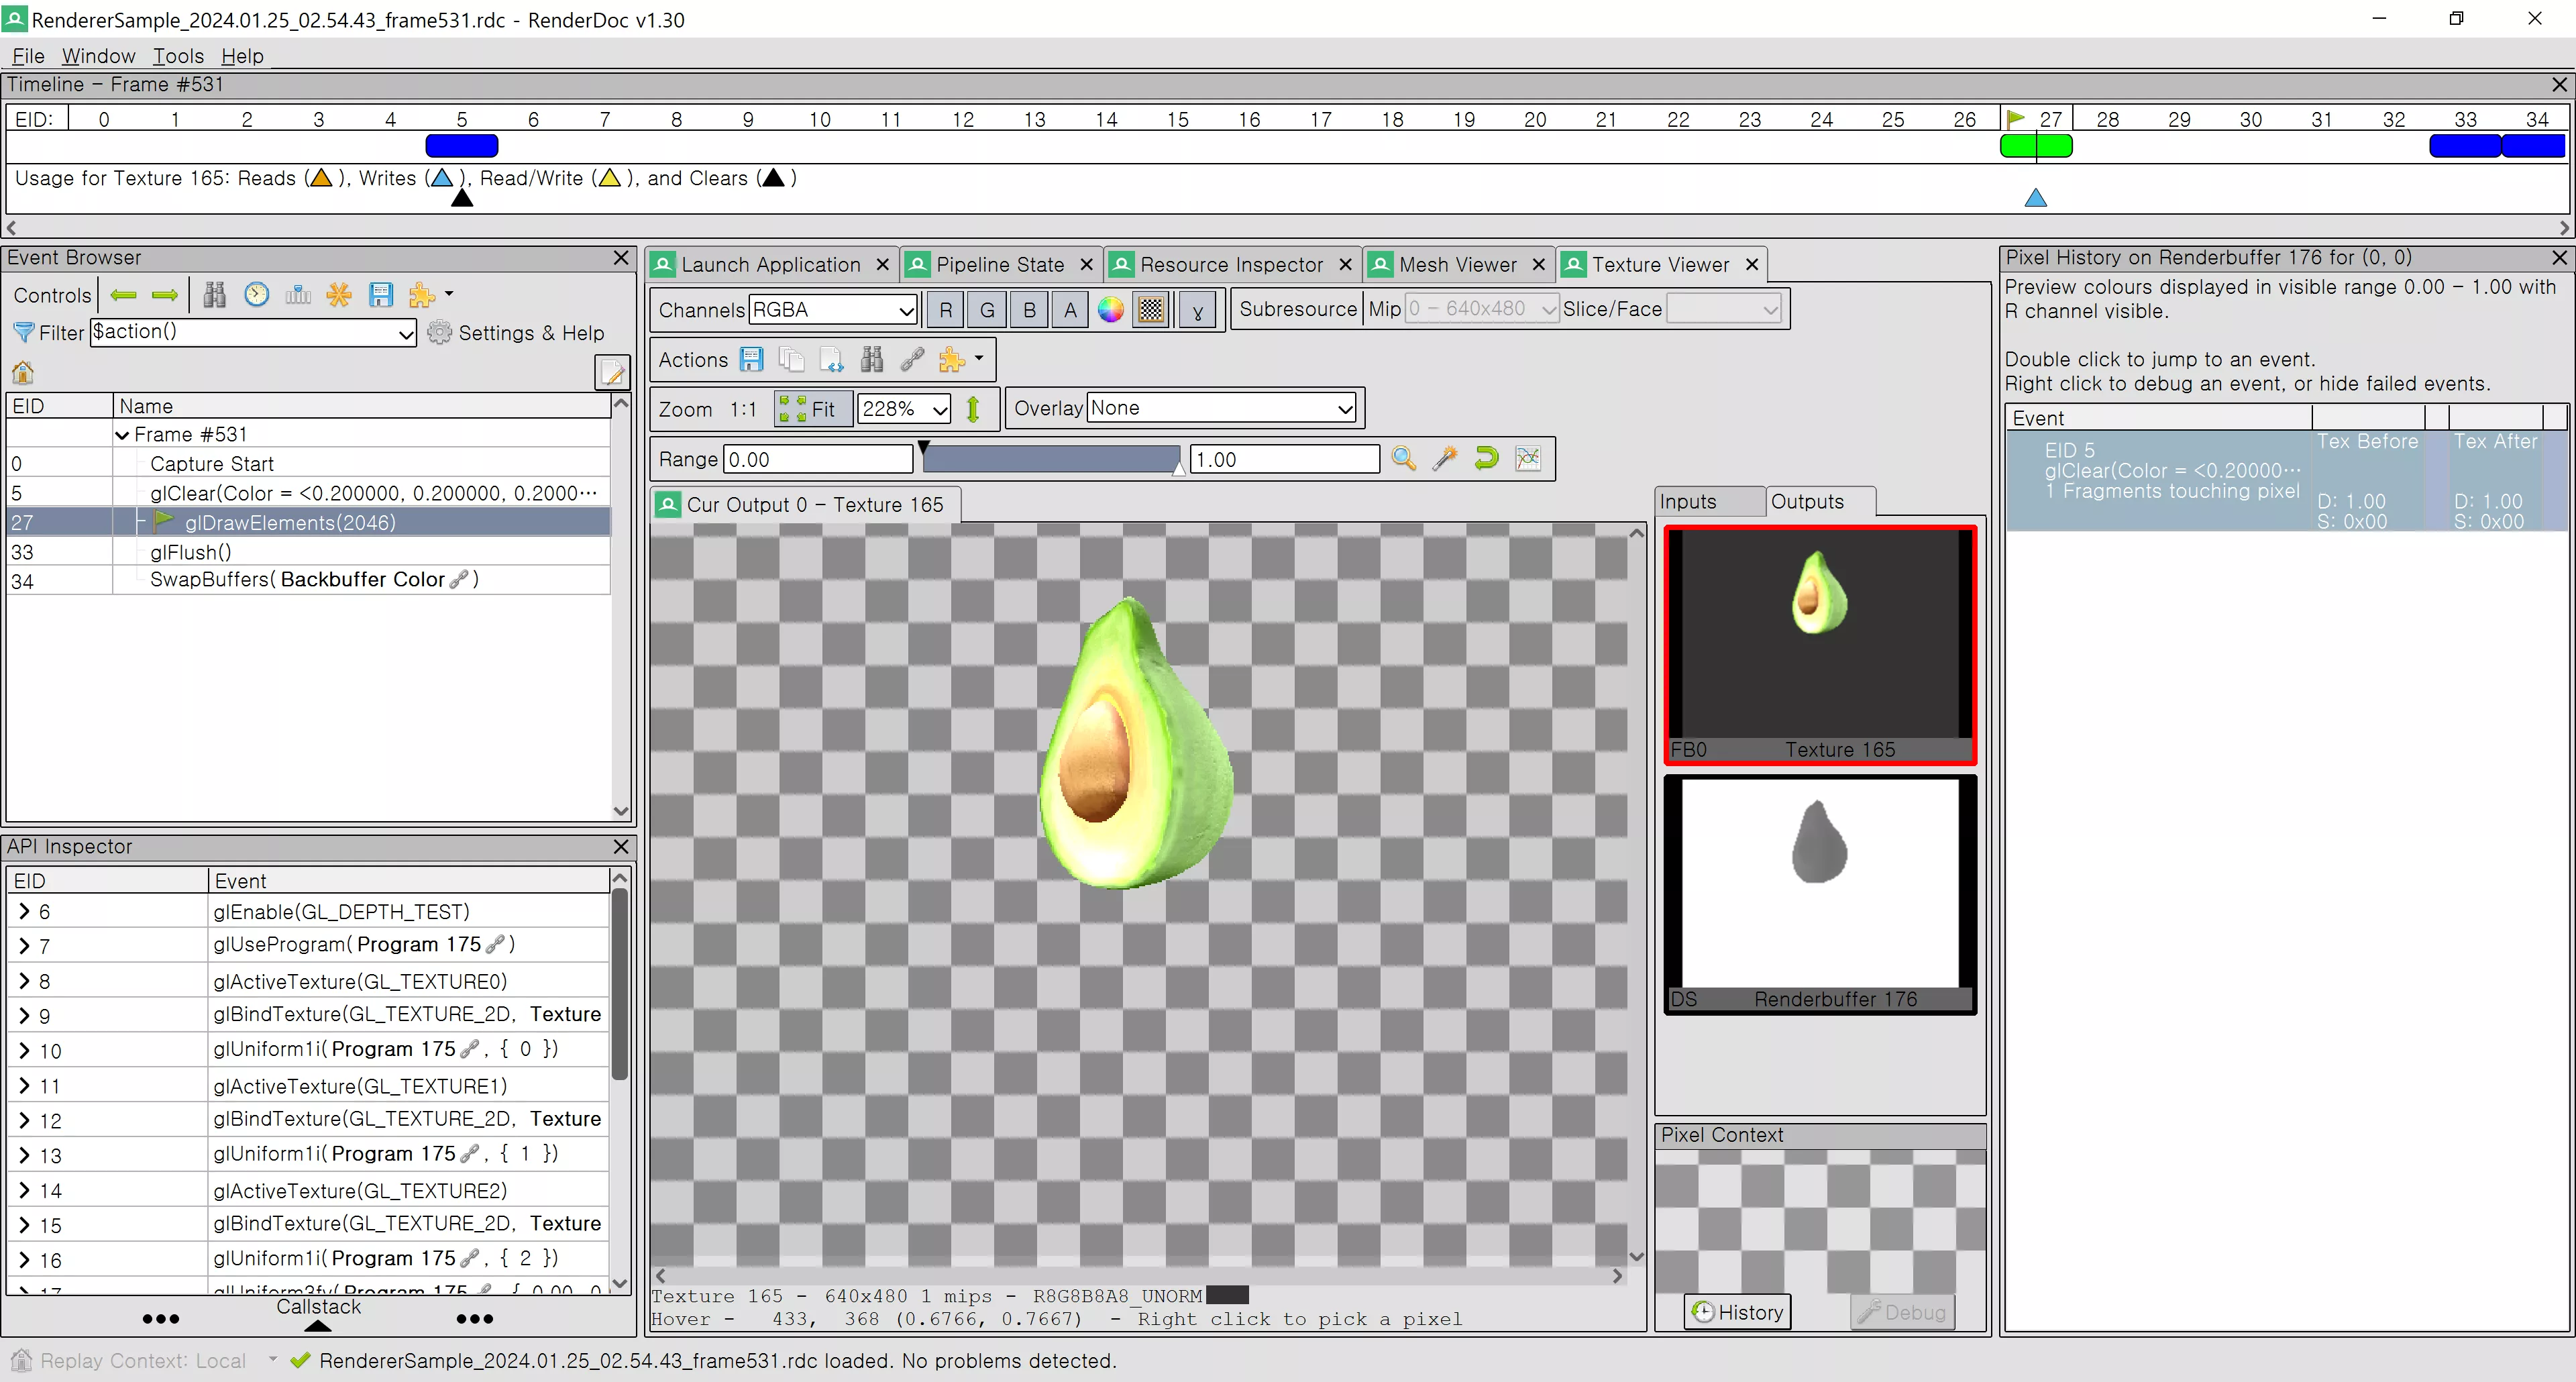 RendererSample_2024.01.25_02.54.43_frame531.rdc - RenderDoc v1.30
File Window Tools Help
Timeline - Frame #531
EID: 0 1 2 3 4 5 6 7 8 9 10 11 12 13 14 15 16 17 18 19 20 21 22 23 24 25 26 27 28 29 30 31 32 33 34
Usage for Texture 165: Reads ( ), Writes ( ), Read/Write ( ), and Clears ( )
Event Browser
Controls
Filter $action() Settings & Help
EID Name
Frame #531
0 Capture Start
5 glClear(Color = <0.200000, 0.200000, 0.2000···
27 glDrawElements(2046)
33 glFlush()
34 SwapBuffers( Backbuffer Color )
API Inspector
EID Event
6 glEnable(GL_DEPTH_TEST)
7 glUseProgram( Program 175 )
8 glActiveTexture(GL_TEXTURE0)
9 glBindTexture(GL_TEXTURE_2D, Texture
10 glUniform1i( Program 175 , { 0 })
11 glActiveTexture(GL_TEXTURE1)
12 glBindTexture(GL_TEXTURE_2D, Texture
13 glUniform1i( Program 175 , { 1 })
14 glActiveTexture(GL_TEXTURE2)
15 glBindTexture(GL_TEXTURE_2D, Texture
16 glUniform1i( Program 175 , { 2 })
Callstack
Launch Application Pipeline State Resource Inspector Mesh Viewer Texture Viewer
Channels RGBA R G B A γ Subresource Mip 0 - 640x480 Slice/Face
Actions
Zoom 1:1 Fit 228% Overlay None
Range 0.00 1.00
Cur Output 0 - Texture 165
Texture 165 - 640x480 1 mips - R8G8B8A8_UNORM
Hover - 433, 368 (0.6766, 0.7667) - Right click to pick a pixel
Inputs Outputs
FB0 Texture 165
DS Renderbuffer 176
Pixel Context
History Debug
Pixel History on Renderbuffer 176 for (0, 0)
Preview colours displayed in visible range 0.00 - 1.00 with
R channel visible.
Double click to jump to an event.
Right click to debug an event, or hide failed events.
Event
EID 5
glClear(Color = <0.20000···
1 Fragments touching pixel
Tex Before
D: 1.00
S: 0x00
Tex After
D: 1.00
S: 0x00
Replay Context: Local RendererSample_2024.01.25_02.54.43_frame531.rdc loaded. No problems detected.